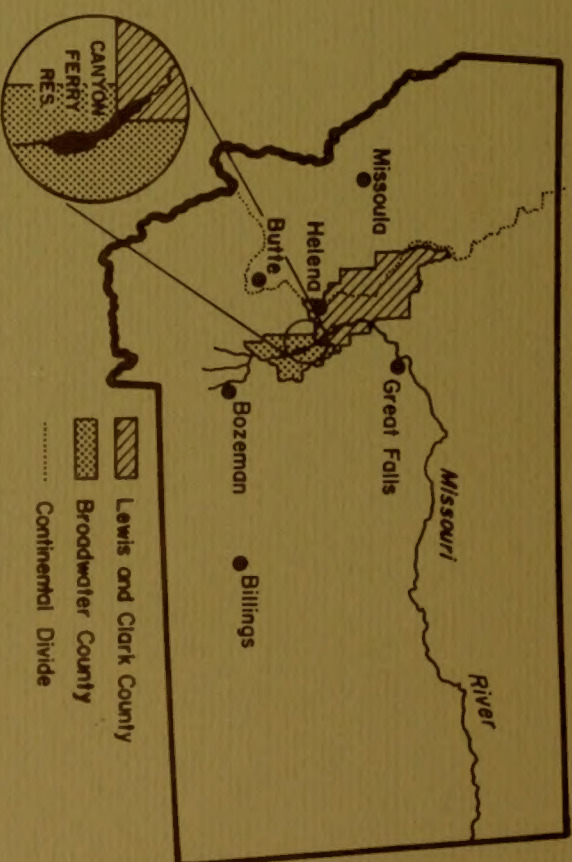 Missoula
Great Falls
Missouri
River
Helena
Butte
Bozeman
Billings
CANYON
FERRY
RES.
Lewis and Clark County
Broadwater County
Continental Divide